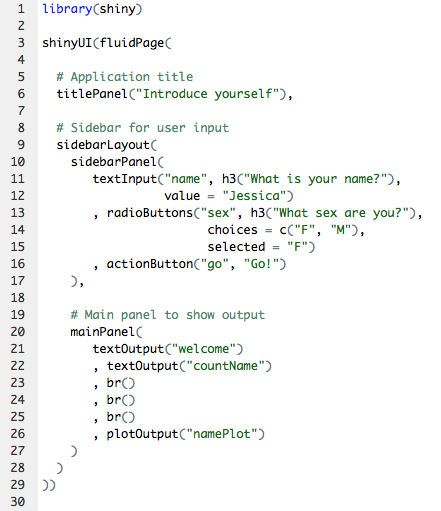 1 library(shiny)
2
3 shinyUI(fluidPage(
4
5   # Application title
6   titlePanel("Introduce yourself"),
7
8   # Sidebar for user input
9   sidebarLayout(
10     sidebarPanel(
11        textInput("name", h3("What is your name?"),
12                  value = "Jessica")
13        , radioButtons("sex", h3("What sex are you?"),
14                       choices = c("F", "M"),
15                       selected = "F")
16        , actionButton("go", "Go!")
17     ),
18
19     # Main panel to show output
20     mainPanel(
21        textOutput("welcome")
22        , textOutput("countName")
23        , br()
24        , br()
25        , br()
26        , plotOutput("namePlot")
27     )
28   )
29 ))
30